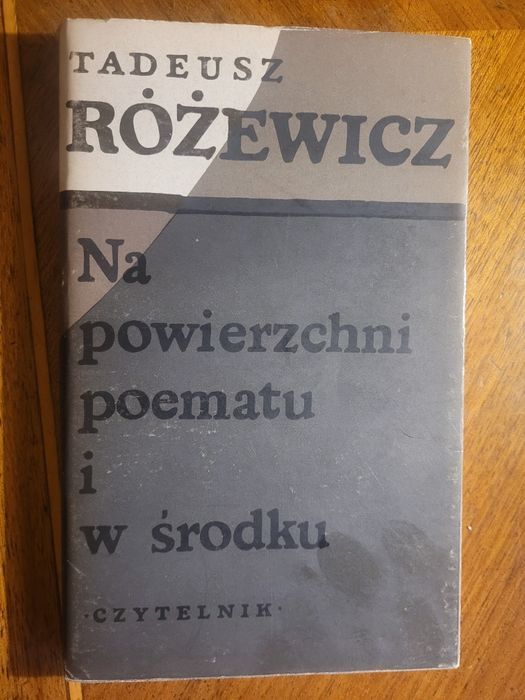 TADEUSZ
RÓŻEWICZ
Na
powierzchni
poematu
i
w środku
·CZYTELNIK·